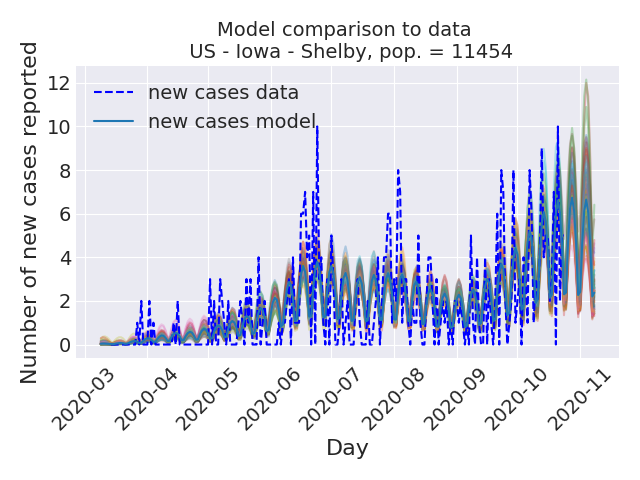 Model comparison to data
US - Iowa - Shelby, pop. = 11454
Number of new cases reported
12
10
8
6
4
2
0
new cases data
new cases model
2020-03
2020-04
2020-05
2020-06
2020-07
2020-08
2020-09
2020-10
2020-11
Day